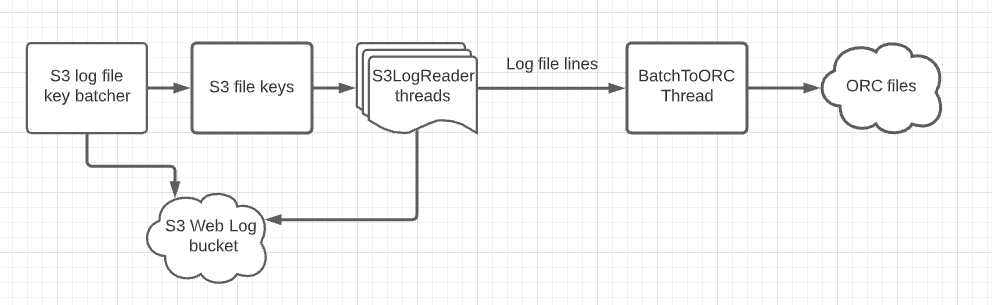 S3 log file
key batcher
S3 file keys
S3LogReader
threads
Log file lines
BatchToORC
Thread
ORC files
S3 Web Log
bucket